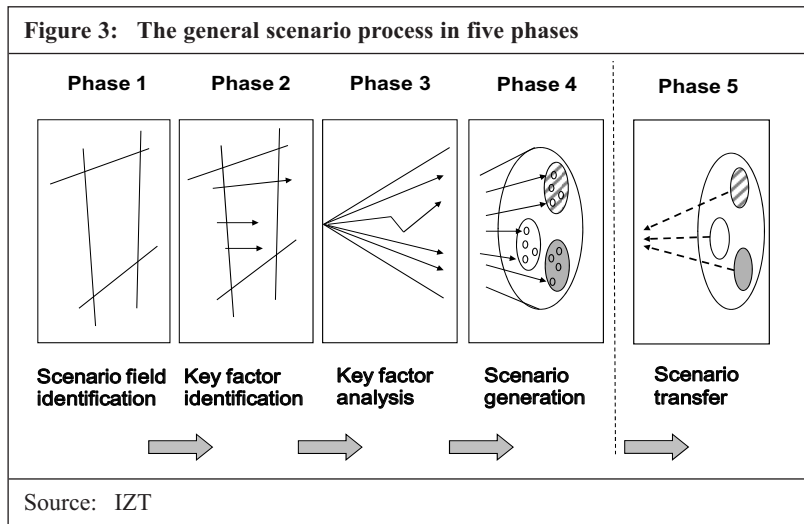 Figure 3: The general scenario process in five phases
Phase 1 Phase 2 Phase 3 Phase 4 Phase 5
Scenario field identification
Key factor identification
Key factor analysis
Scenario generation
Scenario transfer
Source: IZT